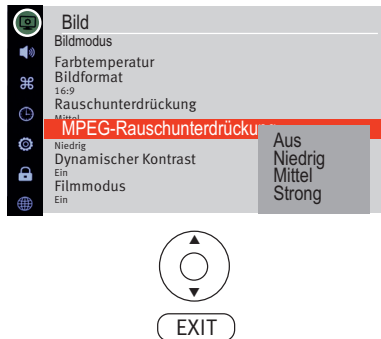 Bild
Bildmodus
Farbtemperatur
Bildformat
16:9
Rauschunterdrückung
Mittel
MPEG-Rauschunterdrückung
Niedrig
Dynamischer Kontrast
Ein
Filmmodus
Ein
Aus
Niedrig
Mittel
Strong
EXIT